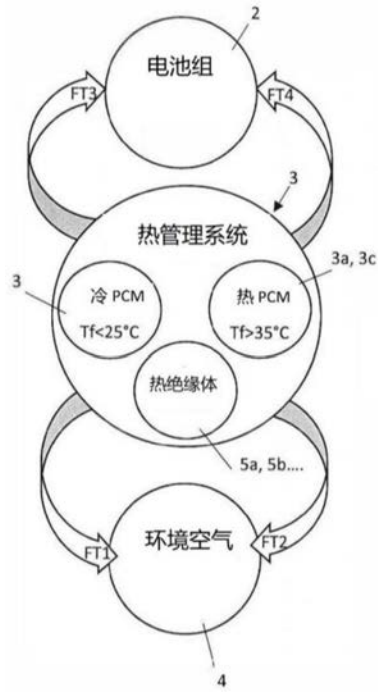 2
电池组
FT3
FT4
3
热管理系统
3a, 3c
3
冷 PCM
热 PCM
Tf<25°C
Tf>35°C
热绝缘体
5a, 5b....
环境空气
FT1
FT2
4